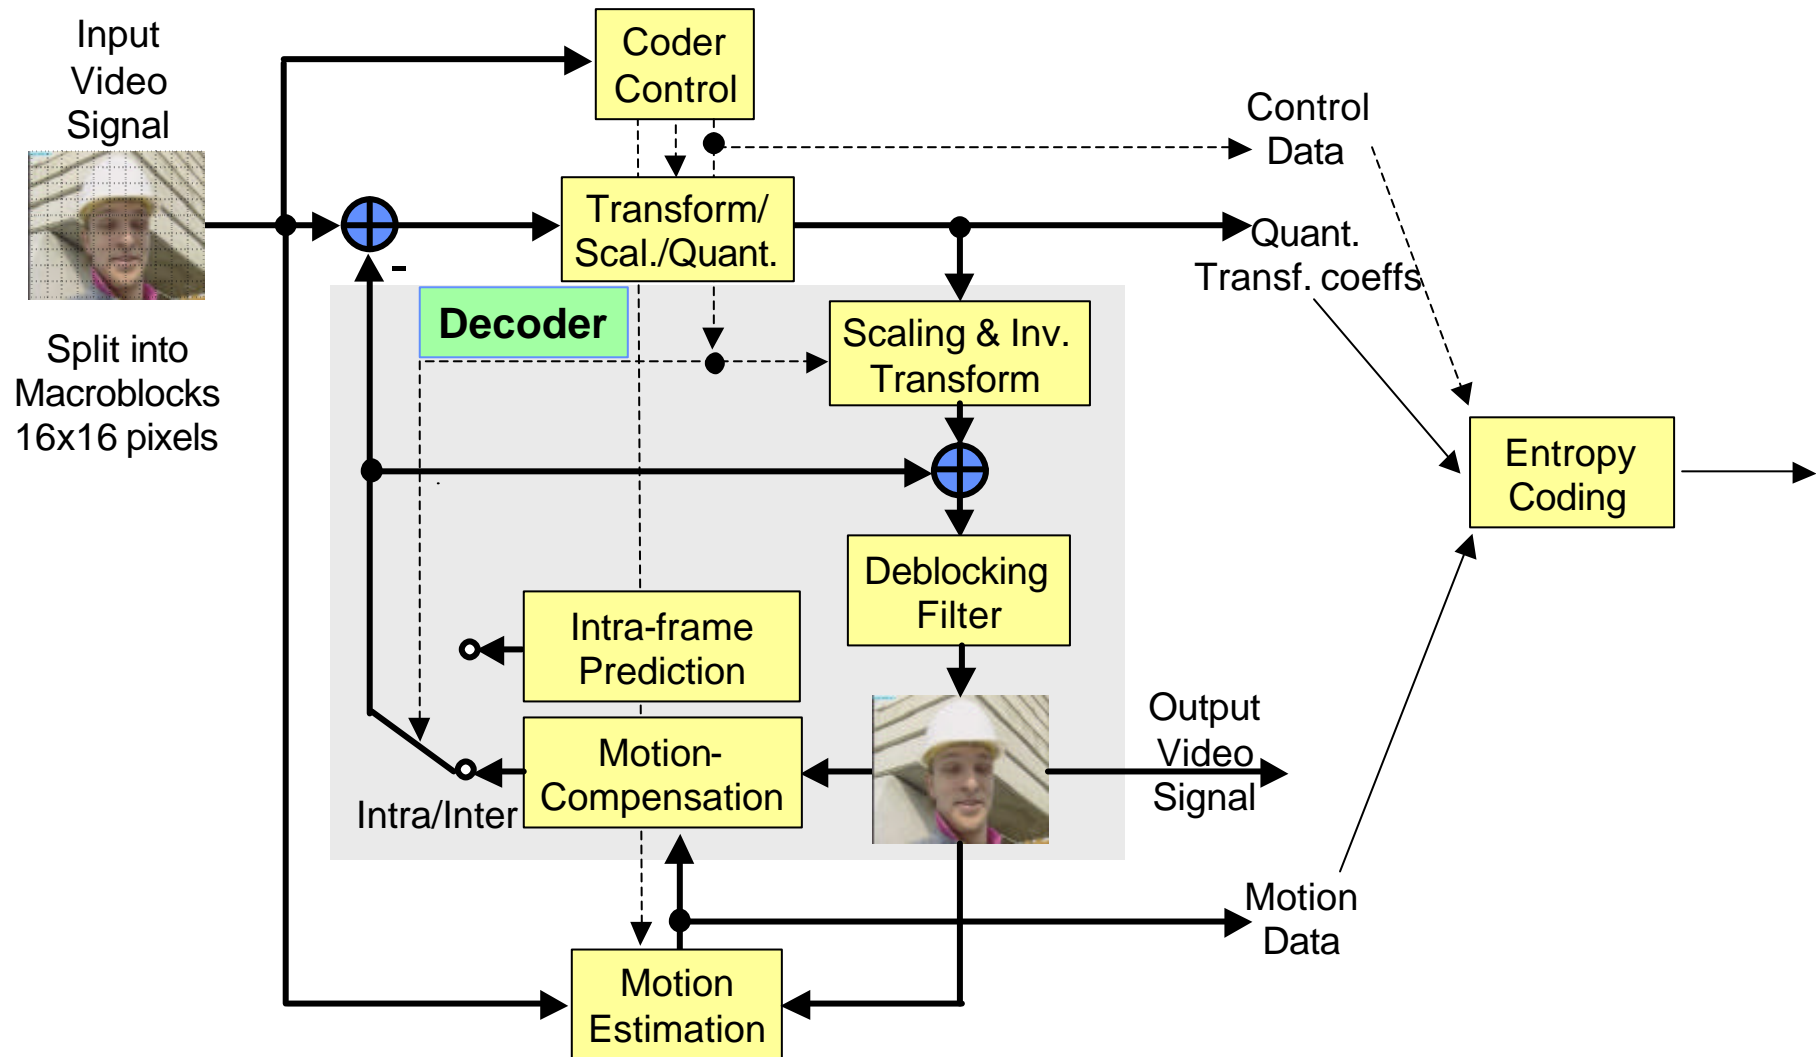 Input
Video
Signal
Split into
Macroblocks
16x16 pixels
Coder
Control
Transform/
Scal./Quant.
-
Decoder
Scaling & Inv.
Transform
Deblocking
Filter
Intra-frame
Prediction
Motion-
Compensation
Intra/Inter
Motion
Estimation
Control
Data
Quant.
Transf. coeffs
Entropy
Coding
Output
Video
Signal
Motion
Data